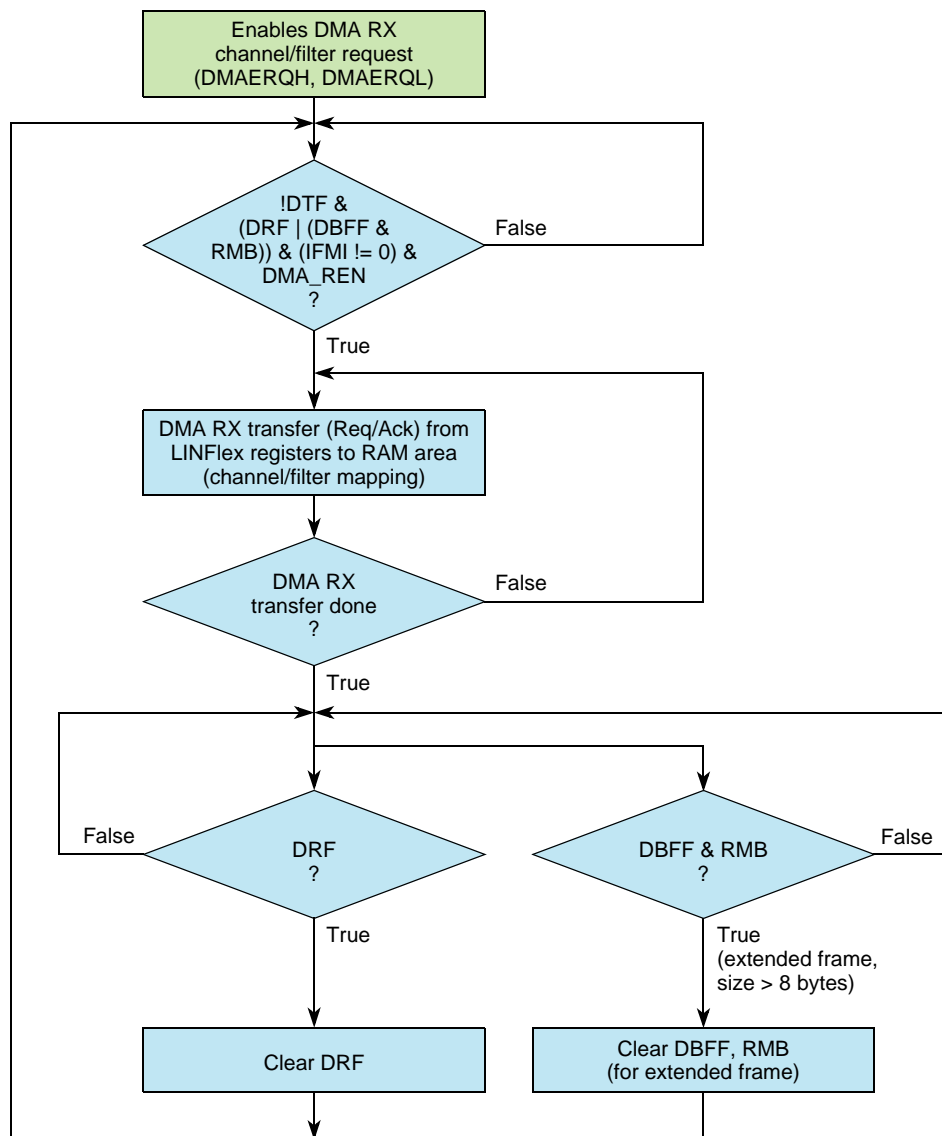 Enables DMA RX
channel/filter request
(DMAERQH, DMAERQL)
!DTF &
(DRF | (DBFF &
RMB)) & (IFMI != 0) &
DMA_REN
?
False
True
DMA RX transfer (Req/Ack) from
LINFlex registers to RAM area
(channel/filter mapping)
DMA RX
transfer done
?
False
True
False
DRF
?
DBFF & RMB
?
False
True
True
(extended frame,
size > 8 bytes)
Clear DRF
Clear DBFF, RMB
(for extended frame)